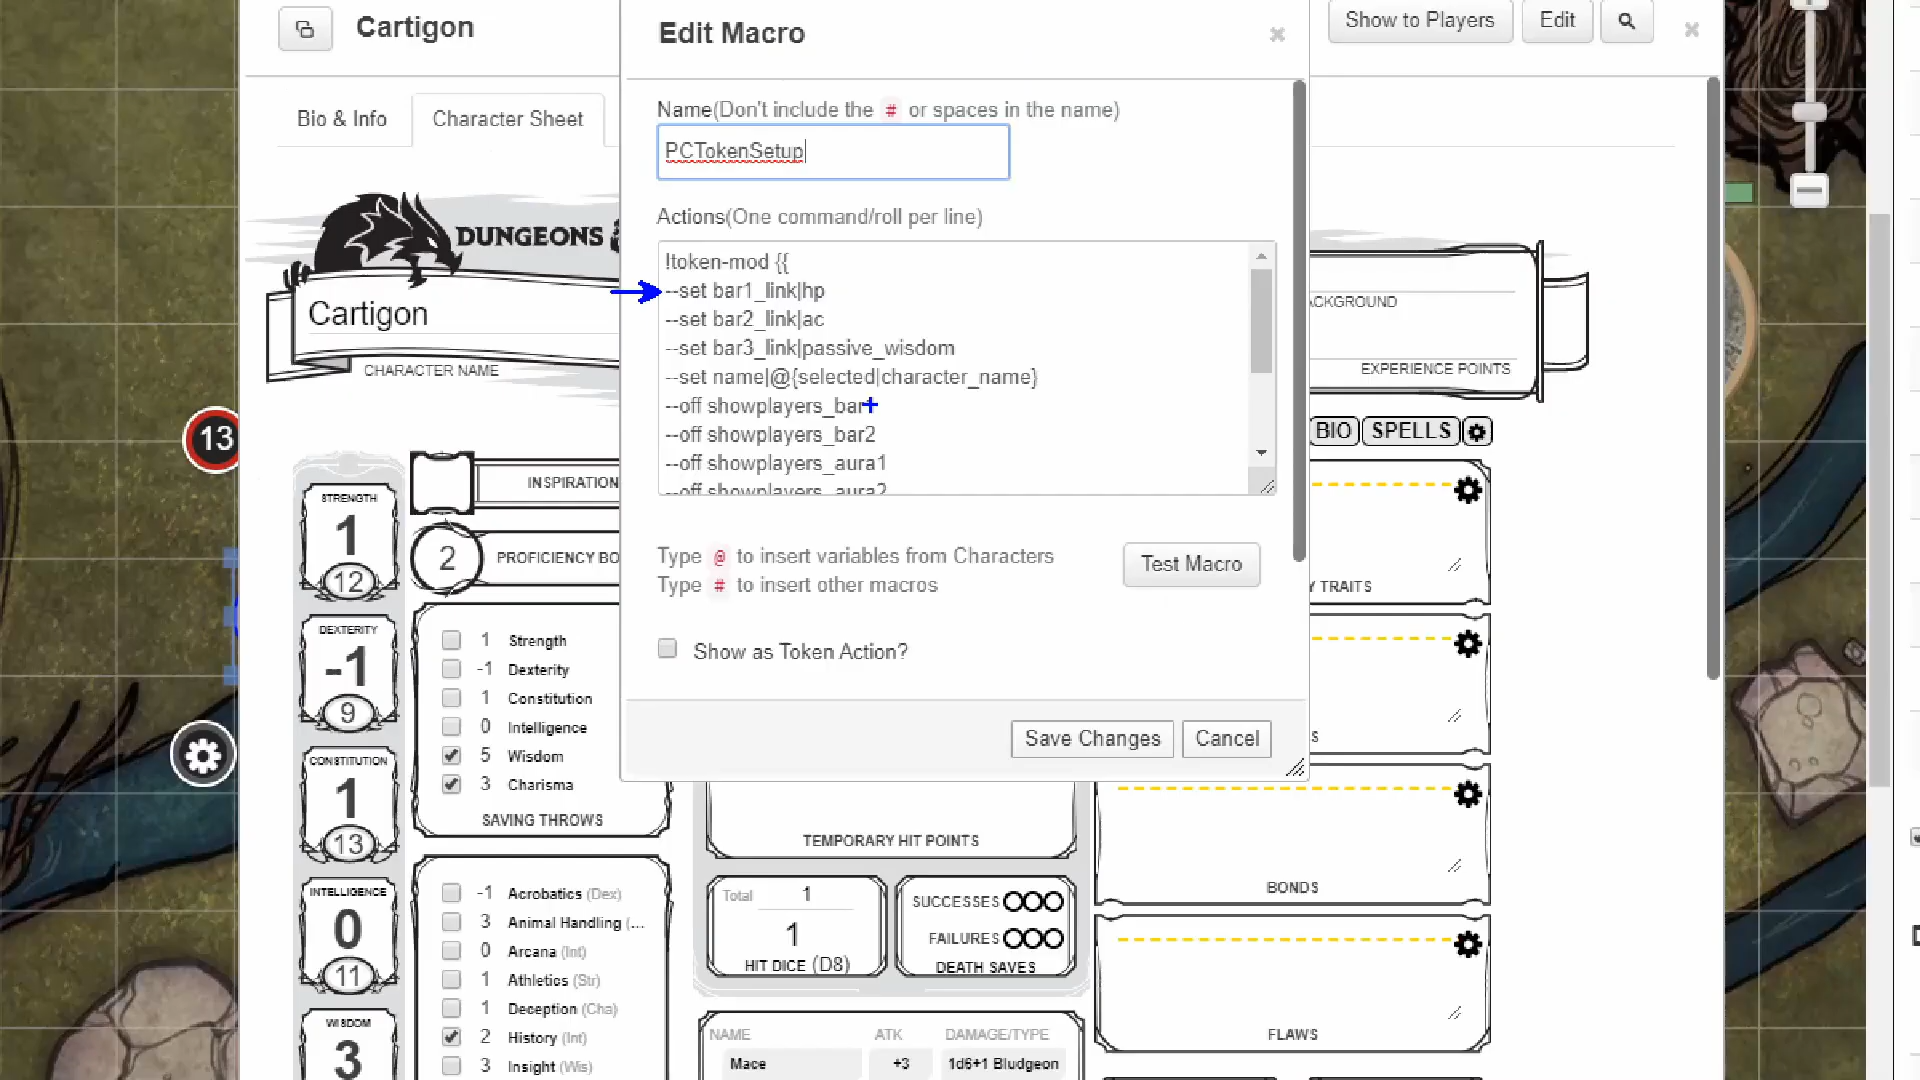 Cartigon
Edit Macro
Show to Players
Edit
Bio & Info
Character Sheet
Name(Don't include the # or spaces in the name)
PCTokenSetup
Actions(One command/roll per line)
!token-mod {{
--set bar1_link|hp
--set bar2_link|ac
--set bar3_link|passive_wisdom
--set name|@{selected|character_name}
--off showplayers_bar
--off showplayers_bar2
--off showplayers_aura1
--off showplayers_aura2
Type @ to insert variables from Characters
Type # to insert other macros
Test Macro
Show as Token Action?
Save Changes
Cancel
DUNGEONS
Cartigon
CHARACTER NAME
EXPERIENCE POINTS
BIO
SPELLS
13
STRENGTH
1
12
DEXTERITY
-1
9
CONSTITUTION
1
13
INTELLIGENCE
0
11
WISDOM
3
INSPIRATION
2
PROFICIENCY BO
1 Strength
-1 Dexterity
1 Constitution
0 Intelligence
5 Wisdom
3 Charisma
SAVING THROWS
-1 Acrobatics (Dex)
3 Animal Handling (...
0 Arcana (Int)
1 Athletics (Str)
1 Deception (Cha)
2 History (Int)
3 Insight (Wis)
TEMPORARY HIT POINTS
Total 1
1
HIT DICE (D8)
SUCCESSES
FAILURES
DEATH SAVES
NAME ATK DAMAGE/TYPE
Mace +3 1d6+1 Bludgeon
Y TRAITS
BONDS
FLAWS